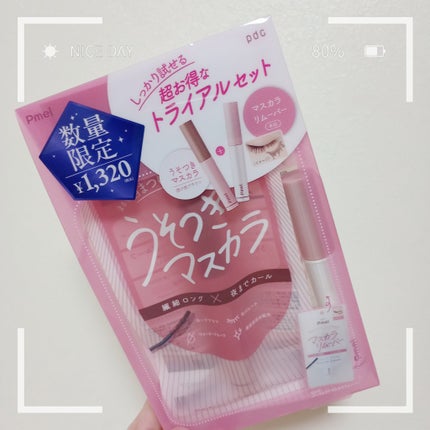 NICE DAY
80%
Pmel
pdc
しっかり試せる
超お得な
トライアルセット
数量
限定
¥1,320
うそつき
マスカラ
+
マスカラ
リムーバー
うそつき
マスカラ
繊細ロング × 夜までカール
Pmel
マスカラ
リムーバー
Pmel